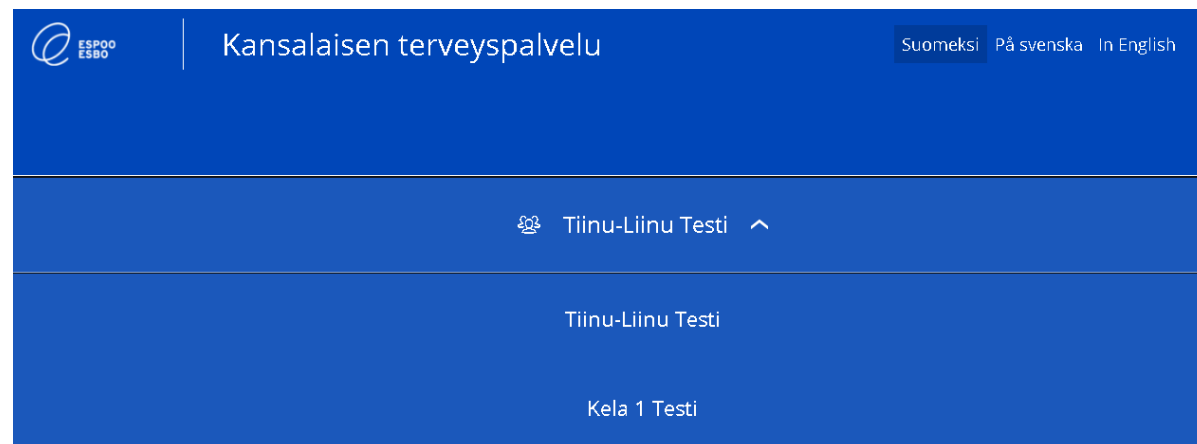 ESPOO
ESBO
Kansalaisen terveyspalvelu
Suomeksi På svenska In English
Tiinu-Liinu Testi
Tiinu-Liinu Testi
Kela 1 Testi